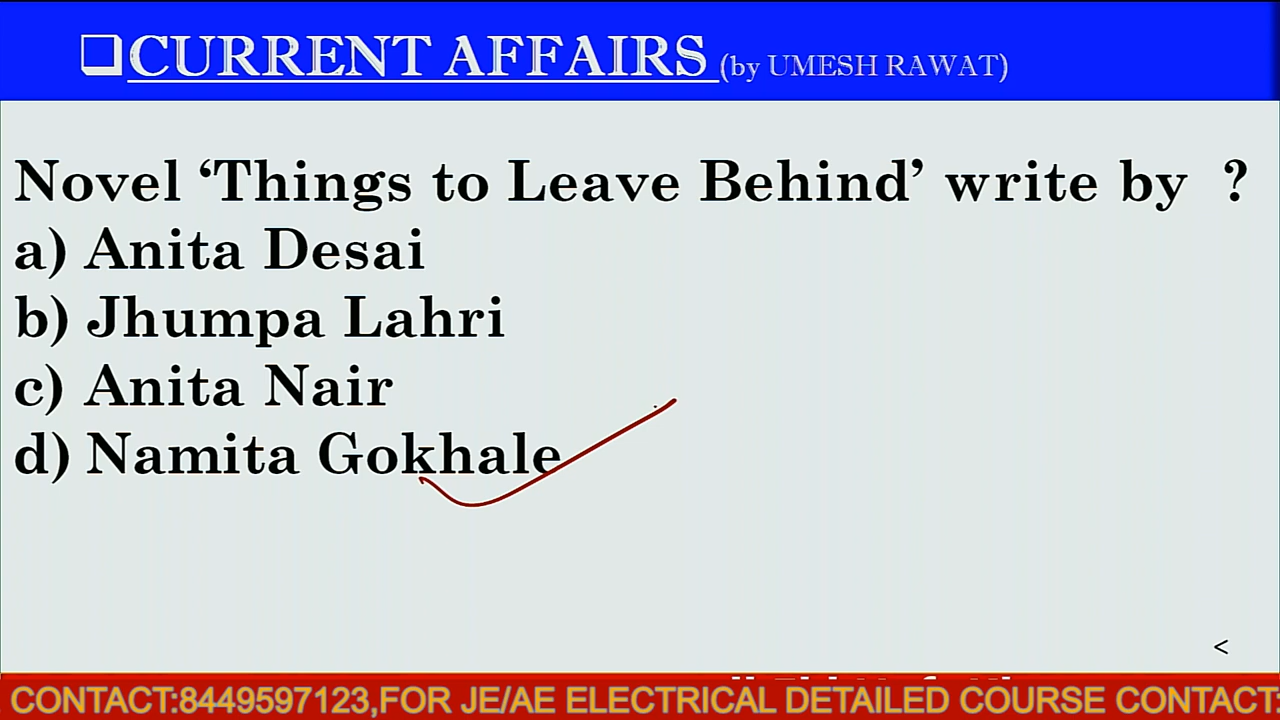 ❑CURRENT AFFAIRS (by UMESH RAWAT)
Novel ‘Things to Leave Behind’ write by ?
a) Anita Desai
b) Jhumpa Lahri
c) Anita Nair
d) Namita Gokhale
<
CONTACT:8449597123,FOR JE/AE ELECTRICAL DETAILED COURSE CONTACT: